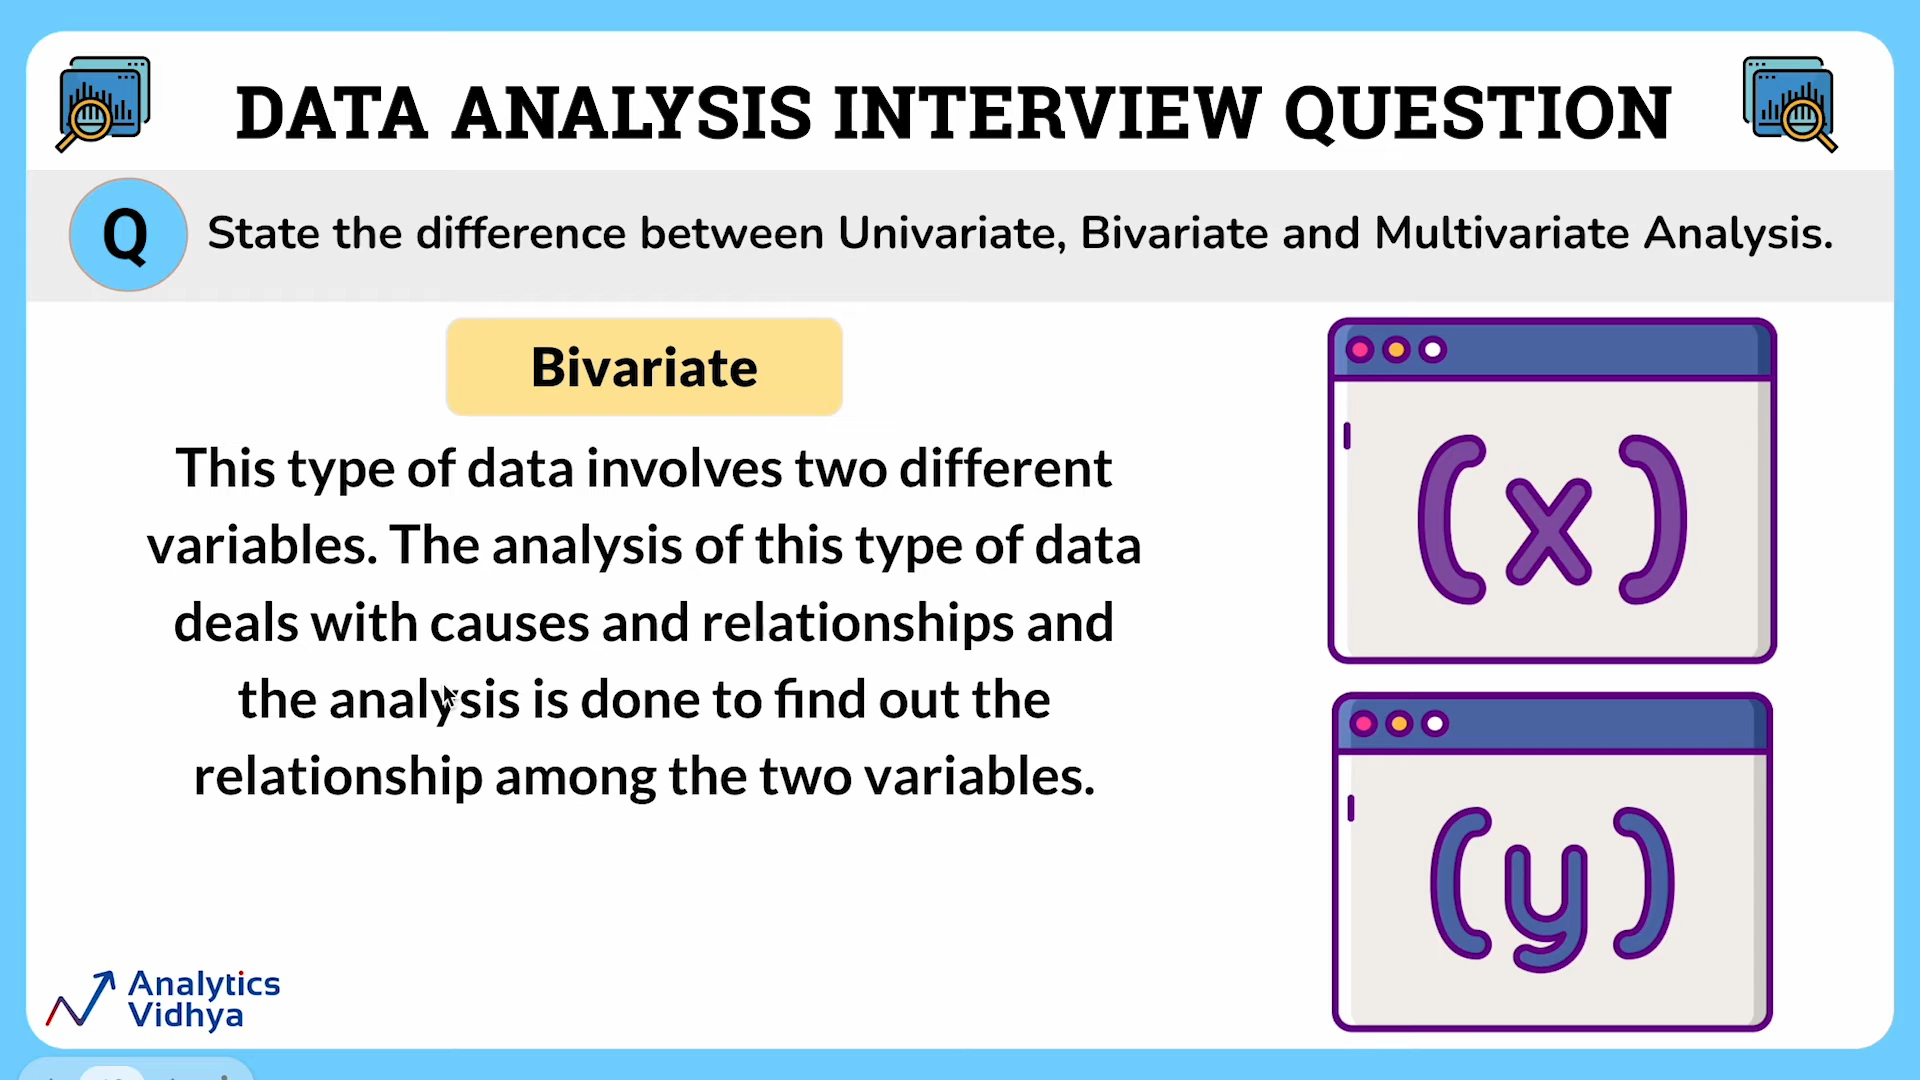 DATA ANALYSIS INTERVIEW QUESTION
Q
State the difference between Univariate, Bivariate and Multivariate Analysis.
Bivariate
This type of data involves two different
variables. The analysis of this type of data
deals with causes and relationships and
the analysis is done to find out the
relationship among the two variables.
(x)
(y)
Analytics
Vidhya